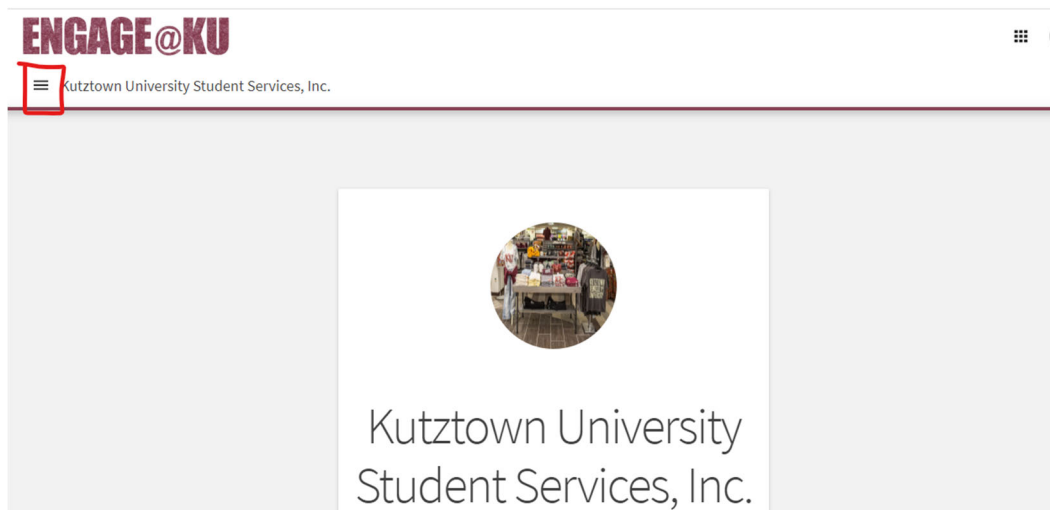 ENGAGE@KU
Kutztown University Student Services, Inc.
Kutztown University
Student Services, Inc.